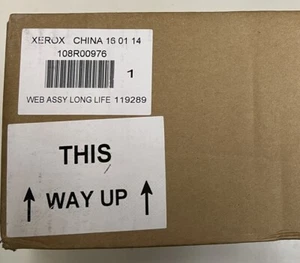 XEROX CHINA 16 01 14
108R00976
1
WEB ASSY LONG LIFE 119289
THIS
↑ WAY UP ↑